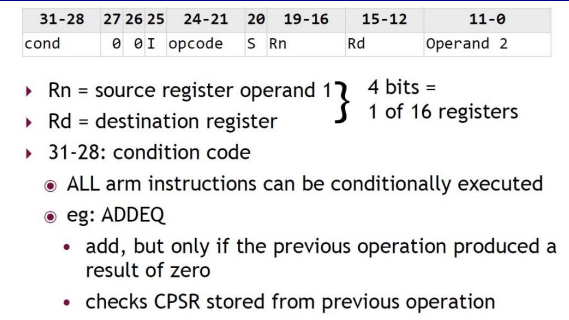 31-28 27 26 25 24-21 20 19-16 15-12 11-0
cond 0 0 I opcode S Rn Rd Operand 2
Rn = source register operand 1
Rd = destination register
} 4 bits =
1 of 16 registers
31-28: condition code
ALL arm instructions can be conditionally executed
eg: ADDEQ
add, but only if the previous operation produced a
result of zero
checks CPSR stored from previous operation